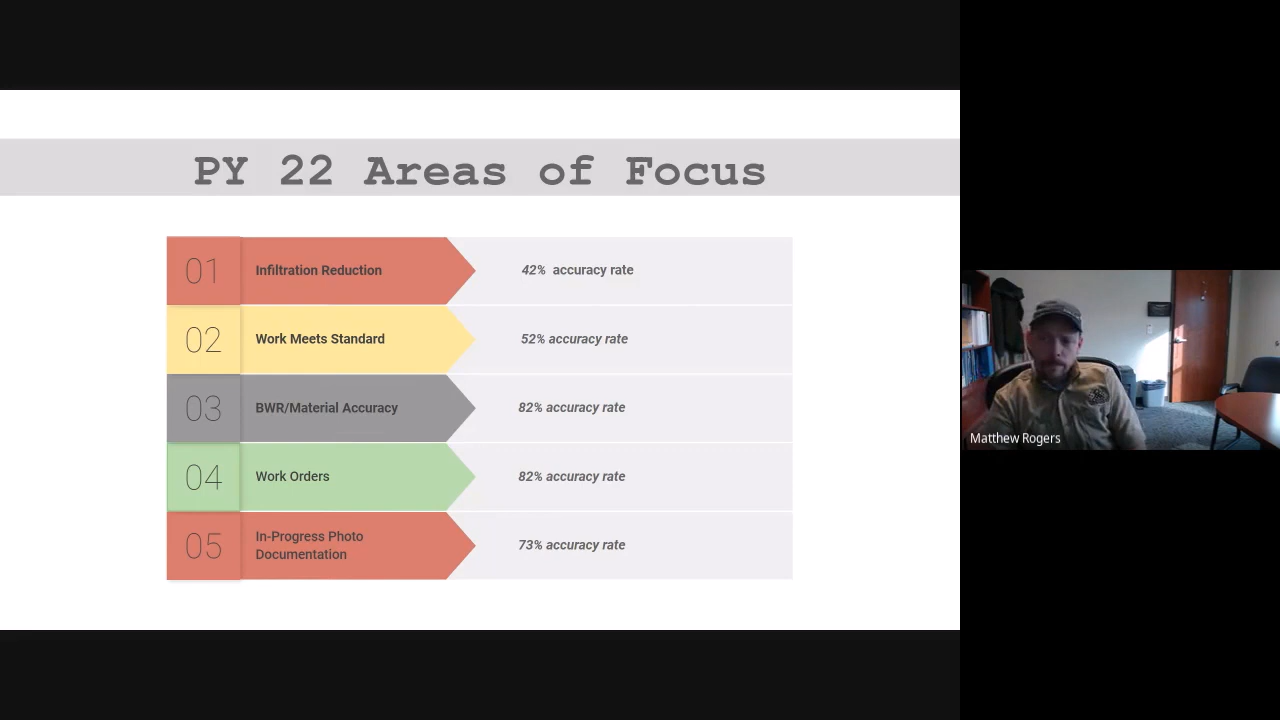 PY 22 Areas of Focus
01
Infiltration Reduction
42% accuracy rate
02
Work Meets Standard
52% accuracy rate
03
BWR/Material Accuracy
82% accuracy rate
04
Work Orders
82% accuracy rate
05
In-Progress Photo
Documentation
73% accuracy rate
Matthew Rogers